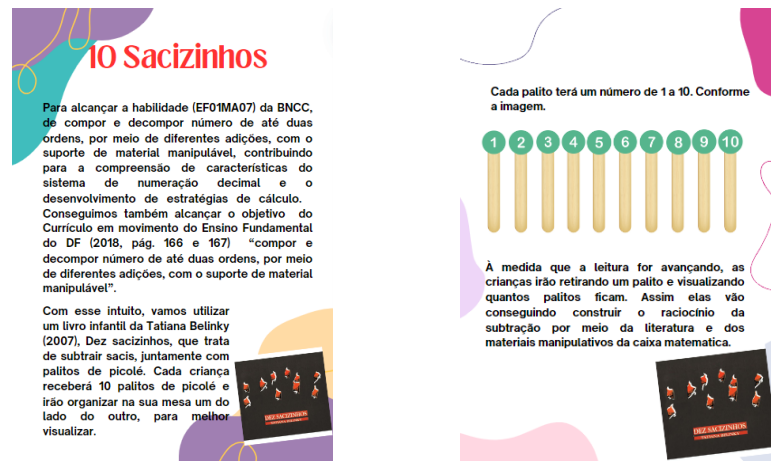 10 Sacizinhos
Para alcançar a habilidade (EF01MA07) da BNCC,
de compor e decompor número de até duas
ordens, por meio de diferentes adições, com o
suporte de material manipulável, contribuindo
para a compreensão de características do
sistema de numeração decimal e o
desenvolvimento de estratégias de cálculo.
Conseguimos também alcançar o objetivo do
Currículo em movimento do Ensino Fundamental
do DF (2018, pág. 166 e 167) “compor e
decompor número de até duas ordens, por meio
de diferentes adições, com o suporte de material
manipulável”.
Com esse intuito, vamos utilizar
um livro infantil da Tatiana Belinky
(2007), Dez sacizinhos, que trata
de subtrair sacis, juntamente com
palitos de picolé. Cada criança
receberá 10 palitos de picolé e
irão organizar na sua mesa um do
lado do outro, para melhor
visualizar.
DEZ SACIZINHOS
TATIANA BELINKY
Cada palito terá um número de 1 a 10. Conforme
a imagem.
1 2 3 4 5 6 7 8 9 10
À medida que a leitura for avançando, as
crianças irão retirando um palito e visualizando
quantos palitos ficam. Assim elas vão
conseguindo construir o raciocínio da
subtração por meio da literatura e dos
materiais manipulativos da caixa matematica.
DEZ SACIZINHOS
TATIANA BELINKY